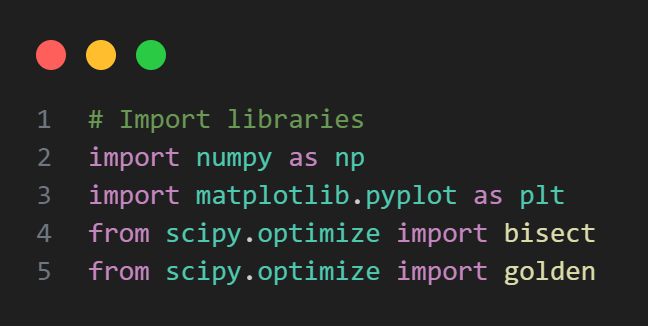 1 # Import libraries
2 import numpy as np
3 import matplotlib.pyplot as plt
4 from scipy.optimize import bisect
5 from scipy.optimize import golden